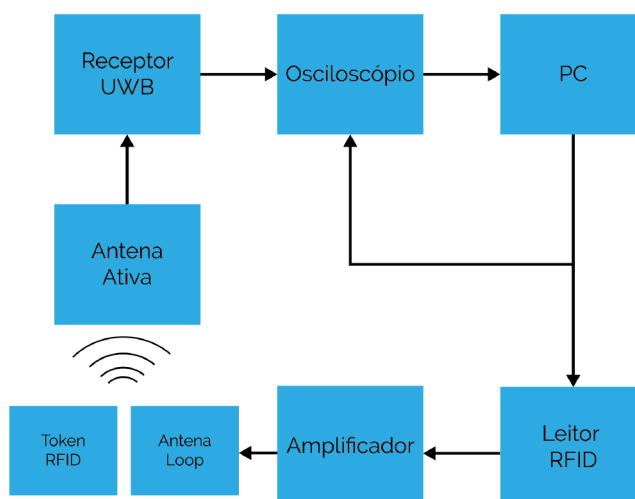 Receptor
UWB
Osciloscópio
PC
Antena
Ativa
Token
RFID
Antena
Loop
Amplificador
Leitor
RFID